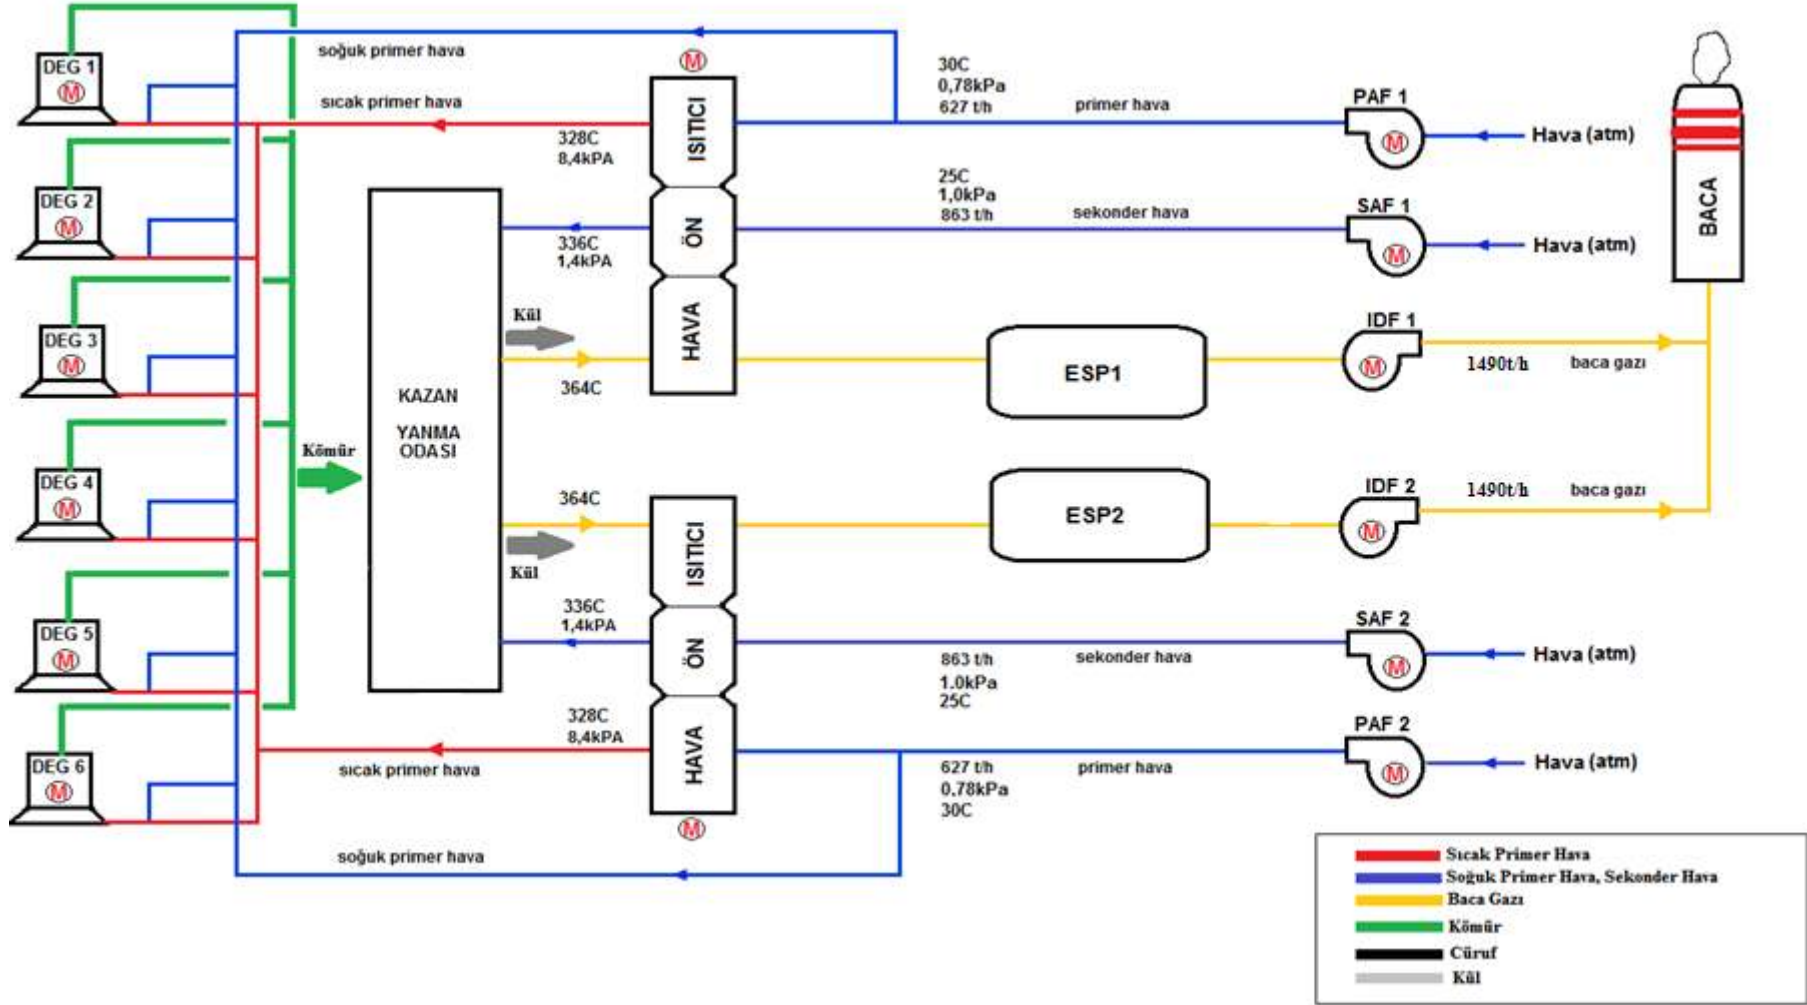 DEG 1
M
DEG 2
M
DEG 3
M
DEG 4
M
DEG 5
M
DEG 6
M
soğuk primer hava
sıcak primer hava
M
HAVA ÖN ISITICI
328C
8,4kPA
336C
1,4kPA
30C
0,78kPa
627 t/h
primer hava
25C
1,0kPa
863 t/h
sekonder hava
PAF 1
M
Hava (atm)
SAF 1
M
Hava (atm)
BACA
Kül
364C
ESP1
IDF 1
M
1490t/h
baca gazı
Kömür
KAZAN
YANMA
ODASI
364C
Kül
ESP2
IDF 2
M
1490t/h
baca gazı
HAVA ÖN ISITICI
M
336C
1,4kPA
328C
8,4kPA
sıcak primer hava
soğuk primer hava
863 t/h
1.0kPa
25C
sekonder hava
SAF 2
M
Hava (atm)
627 t/h
0,78kPa
30C
primer hava
PAF 2
M
Hava (atm)
Sıcak Primer Hava
Soğuk Primer Hava, Sekonder Hava
Baca Gazı
Kömür
Cüruf
Kül